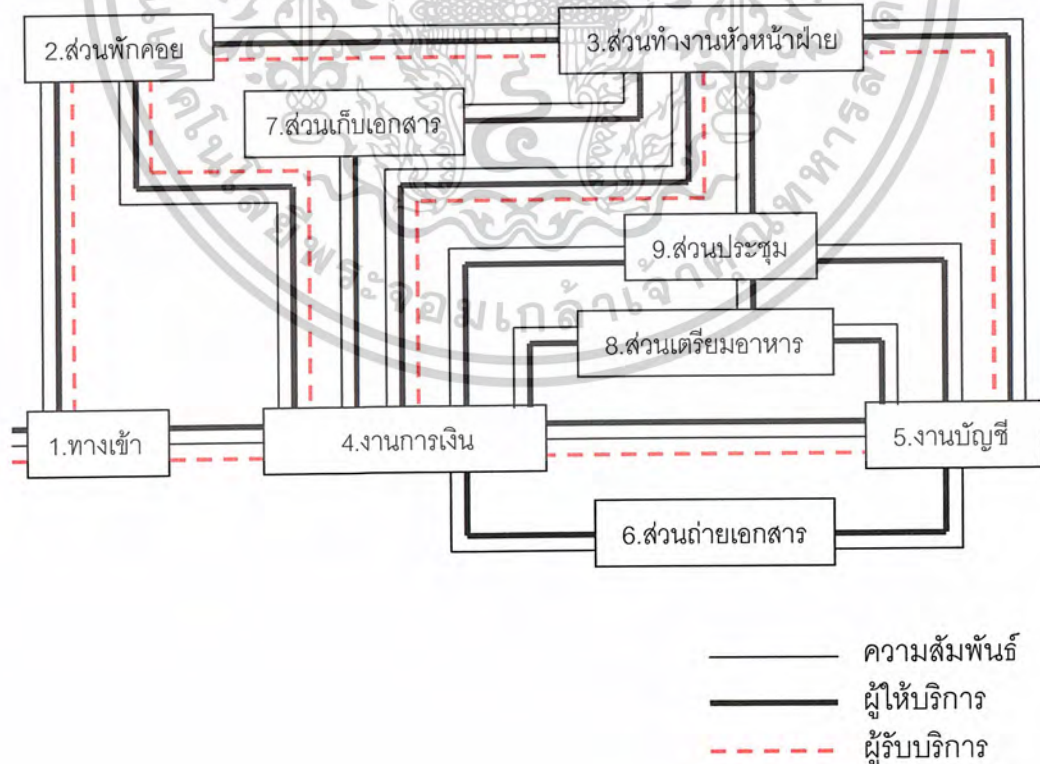 2.ส่วนพักคอย
3.ส่วนทำงานหัวหน้าฝ่าย
7.ส่วนเก็บเอกสาร
9.ส่วนประชุม
8.ส่วนเตรียมอาหาร
1.ทางเข้า
4.งานการเงิน
5.งานบัญชี
6.ส่วนถ่ายเอกสาร
ความสัมพันธ์
ผู้ให้บริการ
ผู้รับบริการ